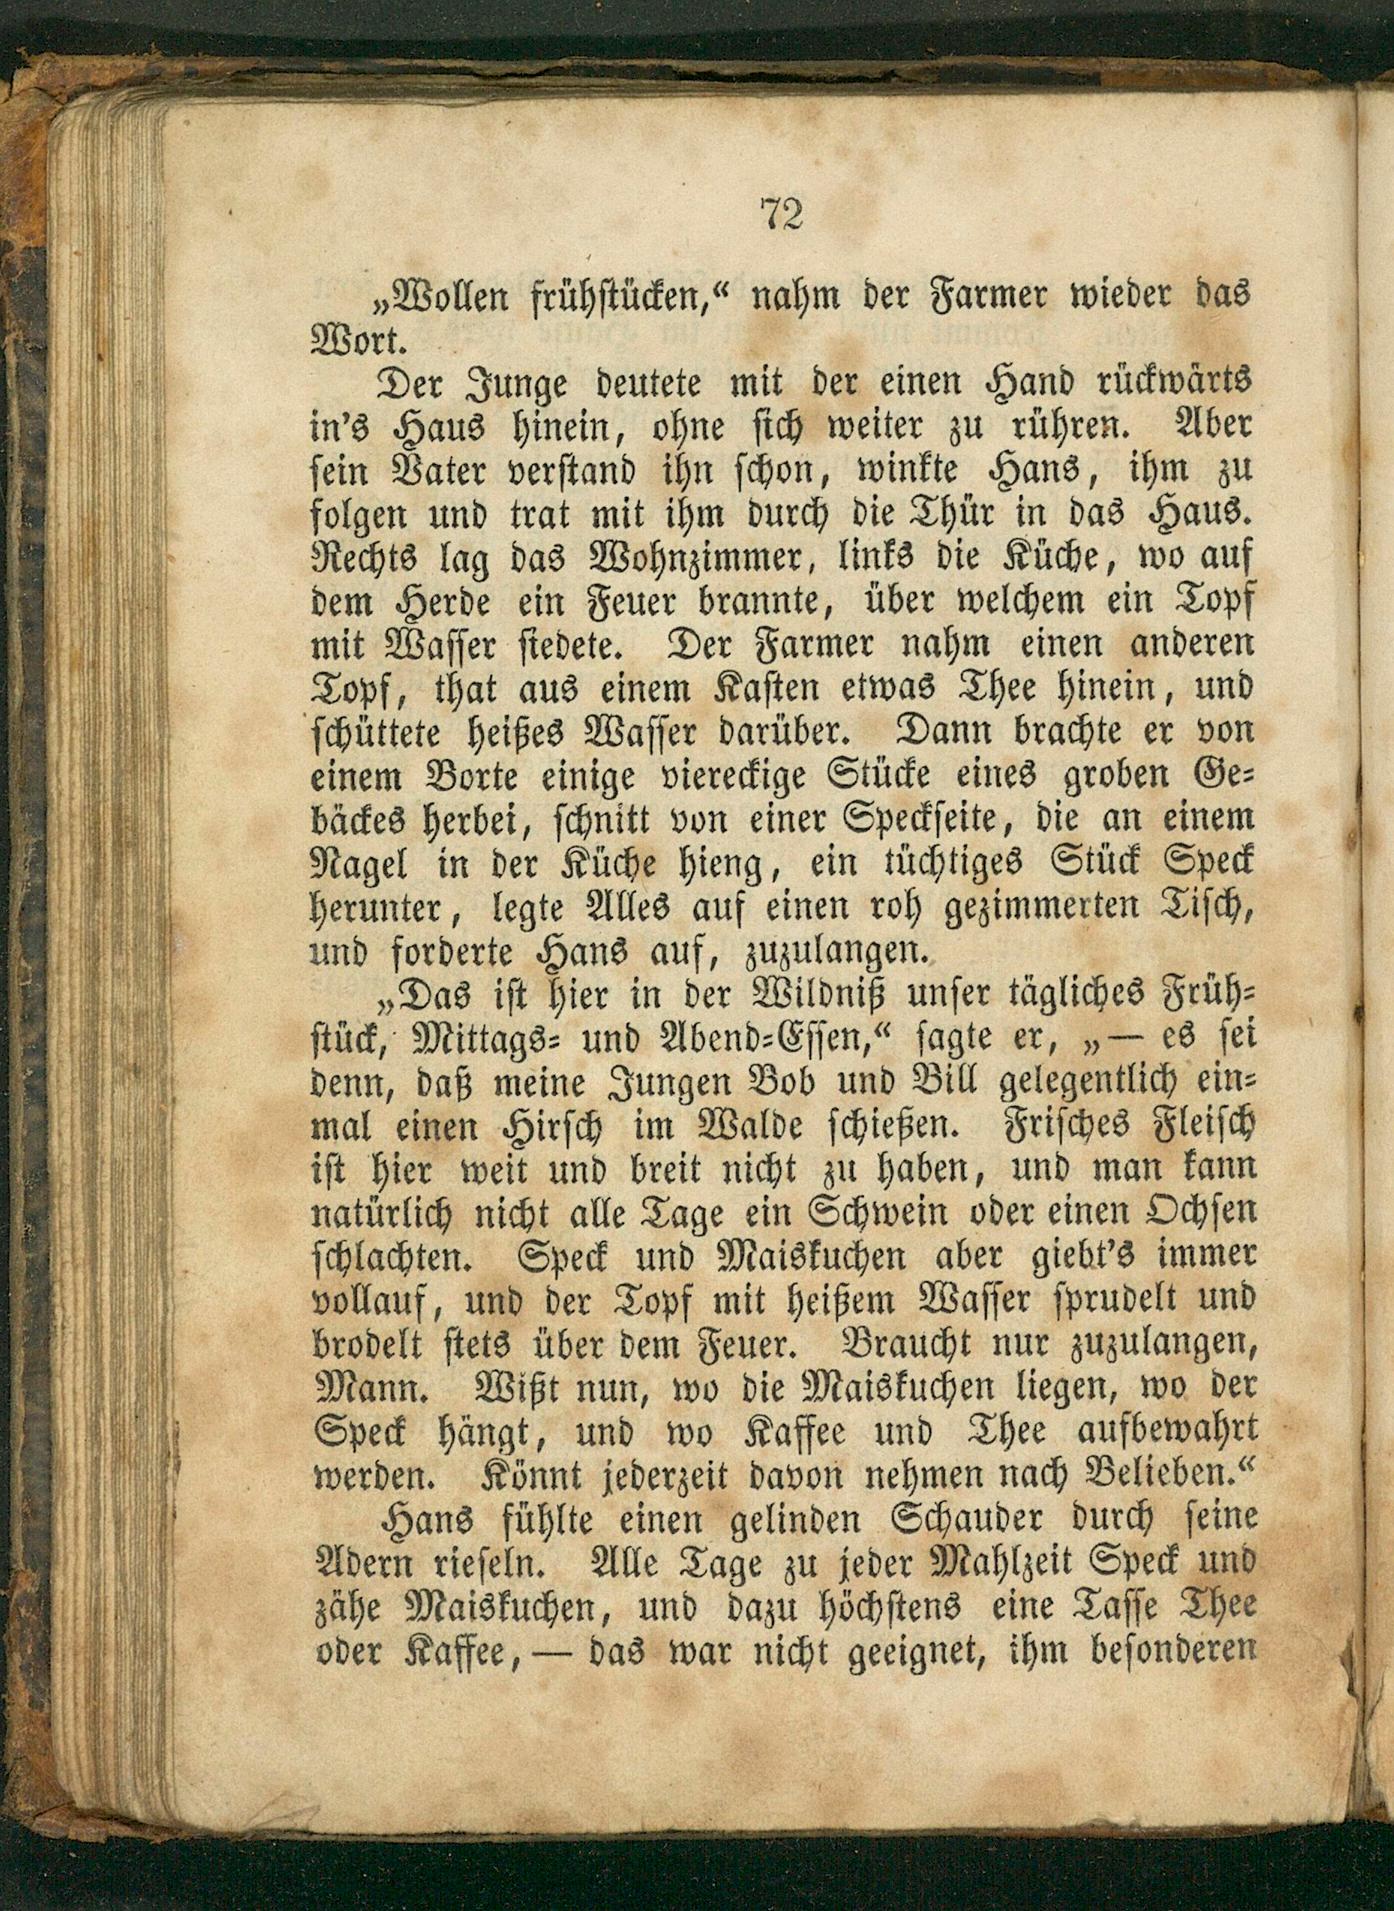 72
„Wollen frühstücken,“ nahm der Farmer wieder das
Wort.
Der Junge deutete mit der einen Hand rückwärts
in's Haus hinein, ohne sich weiter zu rühren. Aber
sein Vater verstand ihn schon, winkte Hans, ihm zu
folgen und trat mit ihm durch die Thür in das Haus.
Rechts lag das Wohnzimmer, links die Küche, wo auf
dem Herde ein Feuer brannte, über welchem ein Topf
mit Wasser siedete. Der Farmer nahm einen anderen
Topf, that aus einem Kasten etwas Thee hinein, und
schüttete heißes Wasser darüber. Dann brachte er von
einem Borte einige viereckige Stücke eines groben Ge-
bäckes herbei, schnitt von einer Speckseite, die an einem
Nagel in der Küche hieng, ein tüchtiges Stück Speck
herunter, legte Alles auf einen roh gezimmerten Tisch,
und forderte Hans auf, zuzulangen.
„Das ist hier in der Wildniß unser tägliches Früh-
stück, Mittags- und Abend-Essen,“ sagte er, „— es sei
denn, daß meine Jungen Bob und Bill gelegentlich ein-
mal einen Hirsch im Walde schießen. Frisches Fleisch
ist hier weit und breit nicht zu haben, und man kann
natürlich nicht alle Tage ein Schwein oder einen Ochsen
schlachten. Speck und Maiskuchen aber giebt's immer
vollauf, und der Topf mit heißem Wasser sprudelt und
brodelt stets über dem Feuer. Braucht nur zuzulangen,
Mann. Wißt nun, wo die Maiskuchen liegen, wo der
Speck hängt, und wo Kaffee und Thee aufbewahrt
werden. Könnt jederzeit davon nehmen nach Belieben.“
Hans fühlte einen gelinden Schauder durch seine
Adern rieseln. Alle Tage zu jeder Mahlzeit Speck und
zähe Maiskuchen, und dazu höchstens eine Tasse Thee
oder Kaffee, — das war nicht geeignet, ihm besonderen